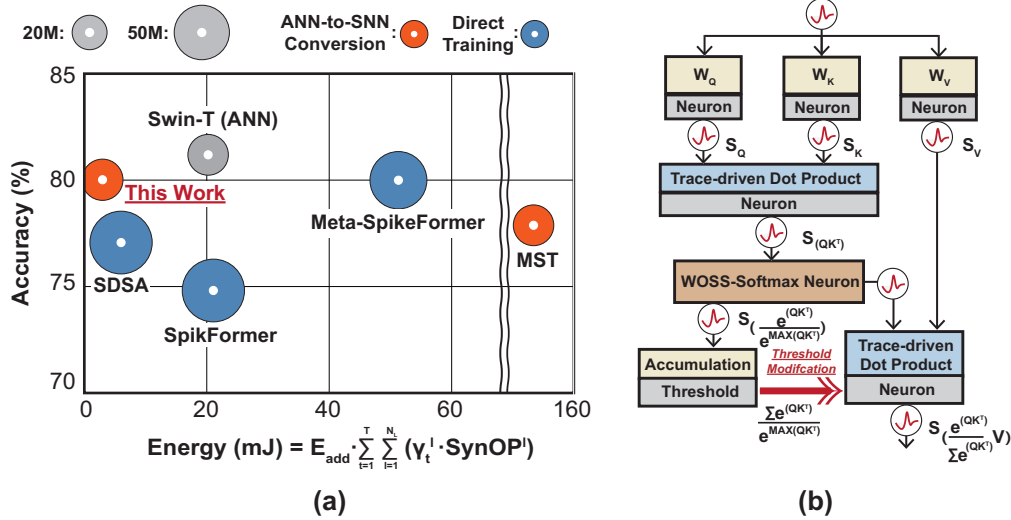 20M:
50M:
ANN-to-SNN Conversion :
Direct Training :
85
80
75
70
Accuracy (%)
Swin-T (ANN)
This Work
Meta-SpikeFormer
SDSA
MST
SpikFormer
0 20 40 60 160
Energy (mJ) = E_add · Σ_{t=1}^{T} Σ_{l=1}^{N_L} (γ_t^l · SynOP^l)
(a)
W_Q W_K W_V
Neuron Neuron Neuron
S_Q S_K S_V
Trace-driven Dot Product
Neuron
S_(QK^T)
WOSS-Softmax Neuron
S_(e^(QK^T) / e^MAX(QK^T))
Accumulation
Threshold
Threshold
Modifcation
Σe^(QK^T) / e^MAX(QK^T)
Trace-driven
Dot Product
Neuron
S_(e^(QK^T) / Σe^(QK^T) V)
(b)